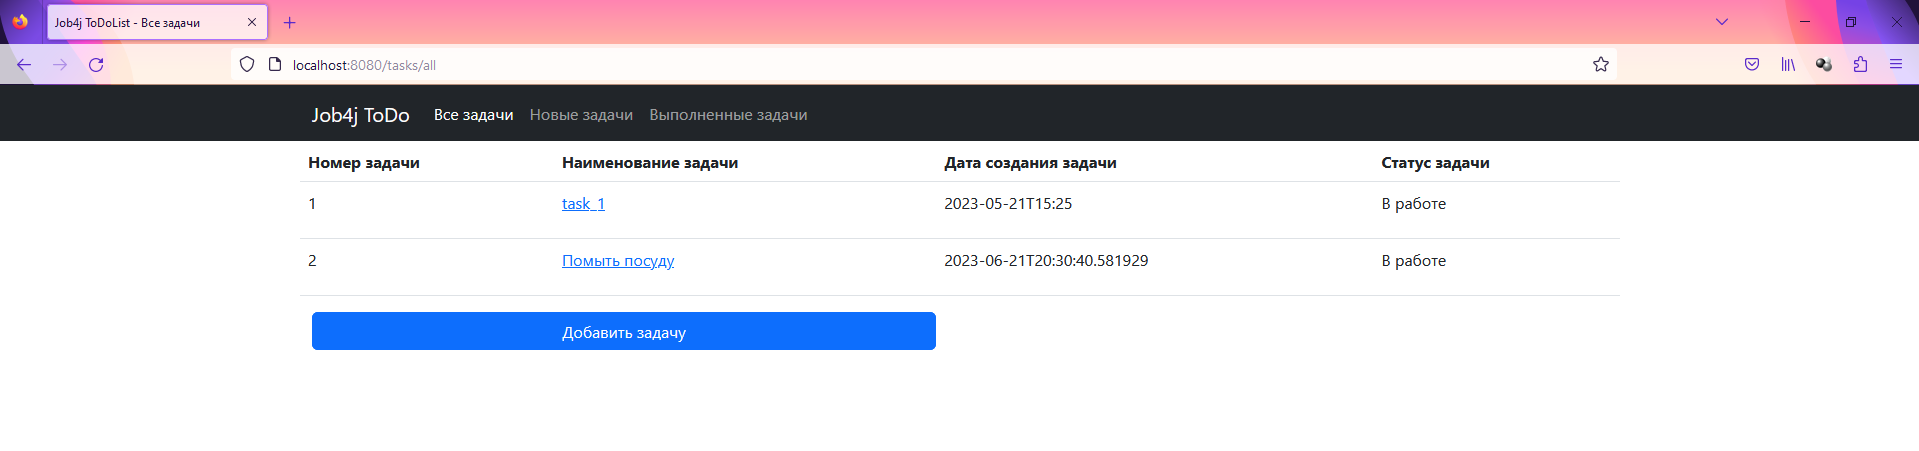 Job4j ToDoList - Все задачи
localhost:8080/tasks/all
Job4j ToDo Все задачи Новые задачи Выполненные задачи
Номер задачи Наименование задачи Дата создания задачи Статус задачи
1 task_1 2023-05-21T15:25 В работе
2 Помыть посуду 2023-06-21T20:30:40.581929 В работе
Добавить задачу